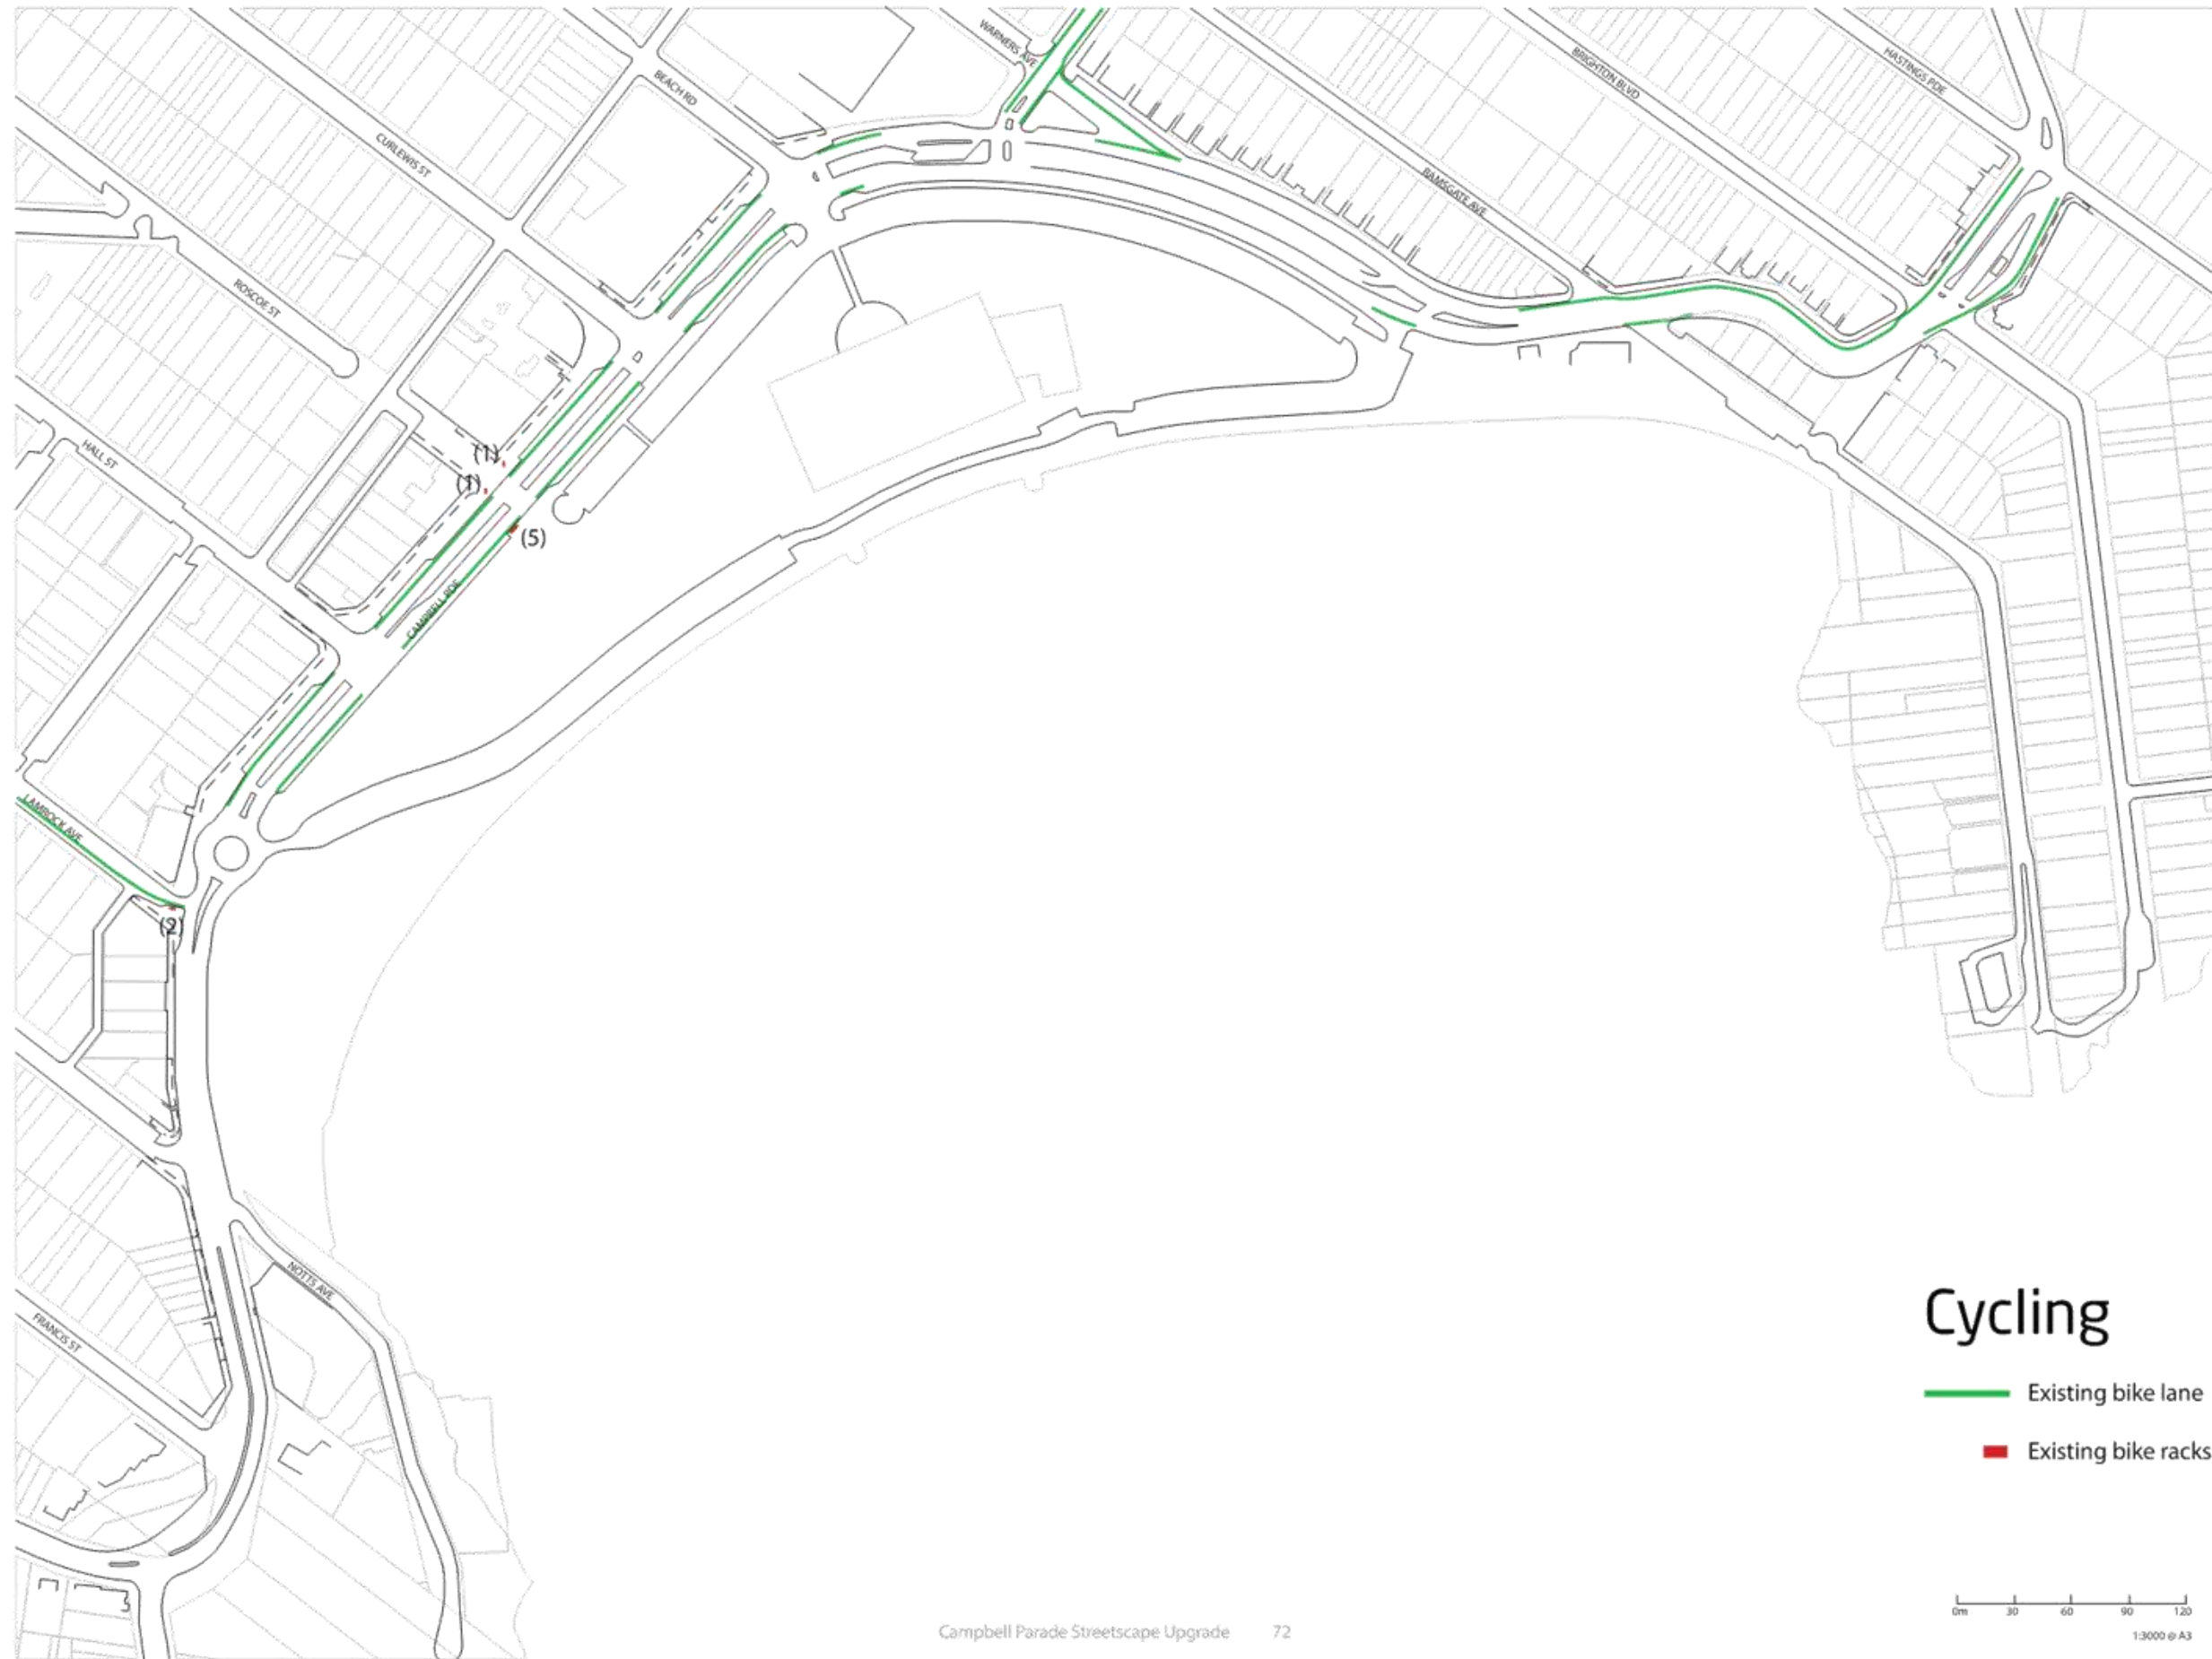 WARNERS AVE
BRIGHTON BLVD
HASTINGS PDE
BEACH RD
CURLEWIS ST
RAMSGATE AVE
ROSCOE ST
HALL ST
(1)
(1)
(5)
CAMPBELL PDE
LAMROCK AVE
(2)
NOTTS AVE
FRANCIS ST
Cycling
Existing bike lane
Existing bike racks
0m 30 60 90 120
1:3000 @ A3
Campbell Parade Streetscape Upgrade 72